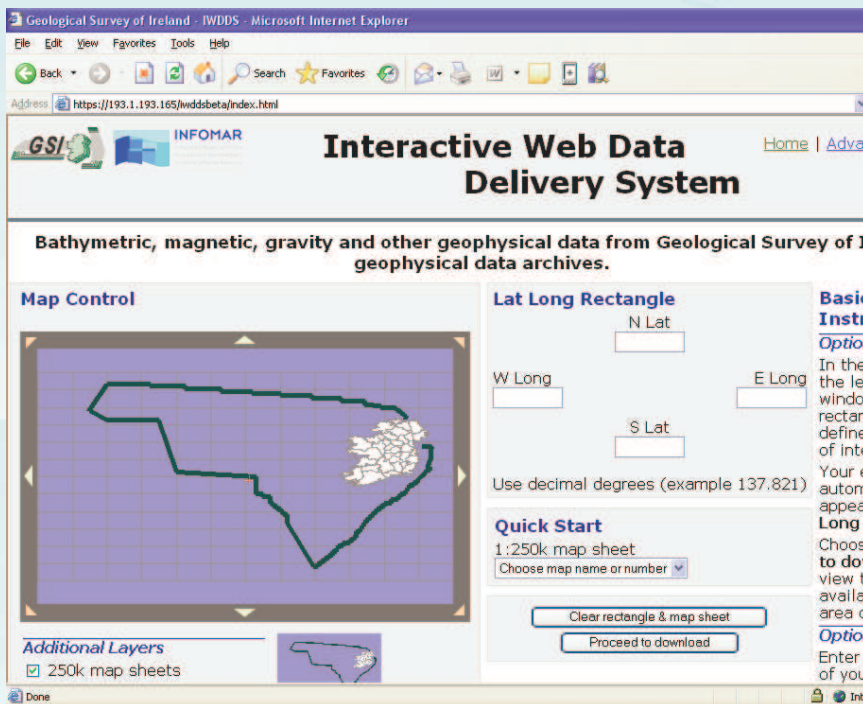 Geological Survey of Ireland - IWDDS - Microsoft Internet Explorer
File Edit View Favorites Tools Help
Back Search Favorites
Address https://193.1.193.165/iwddsbeta/index.html
GSI
INFOMAR
Interactive Web Data
Delivery System
Home | Adva
Bathymetric, magnetic, gravity and other geophysical data from Geological Survey of I
geophysical data archives.
Map Control
Additional Layers
250k map sheets
Lat Long Rectangle
N Lat
W Long
E Long
S Lat
Use decimal degrees (example 137.821)
Quick Start
1:250k map sheet
Choose map name or number
Clear rectangle & map sheet
Proceed to download
Basic
Instr
Optio
In the
the le
windo
rectar
define
of inte
Your e
autom
appea
Long
Choos
to dov
view t
availa
area o
Optio
Enter
of you
Done
Int